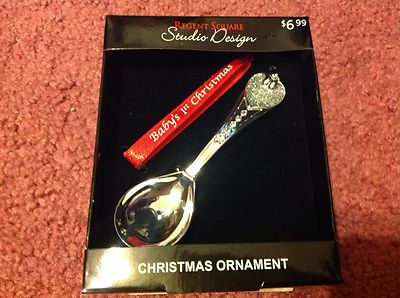 REGENT SQUARE
Studio Design
$6.99
Baby's 1st Christmas
CHRISTMAS ORNAMENT